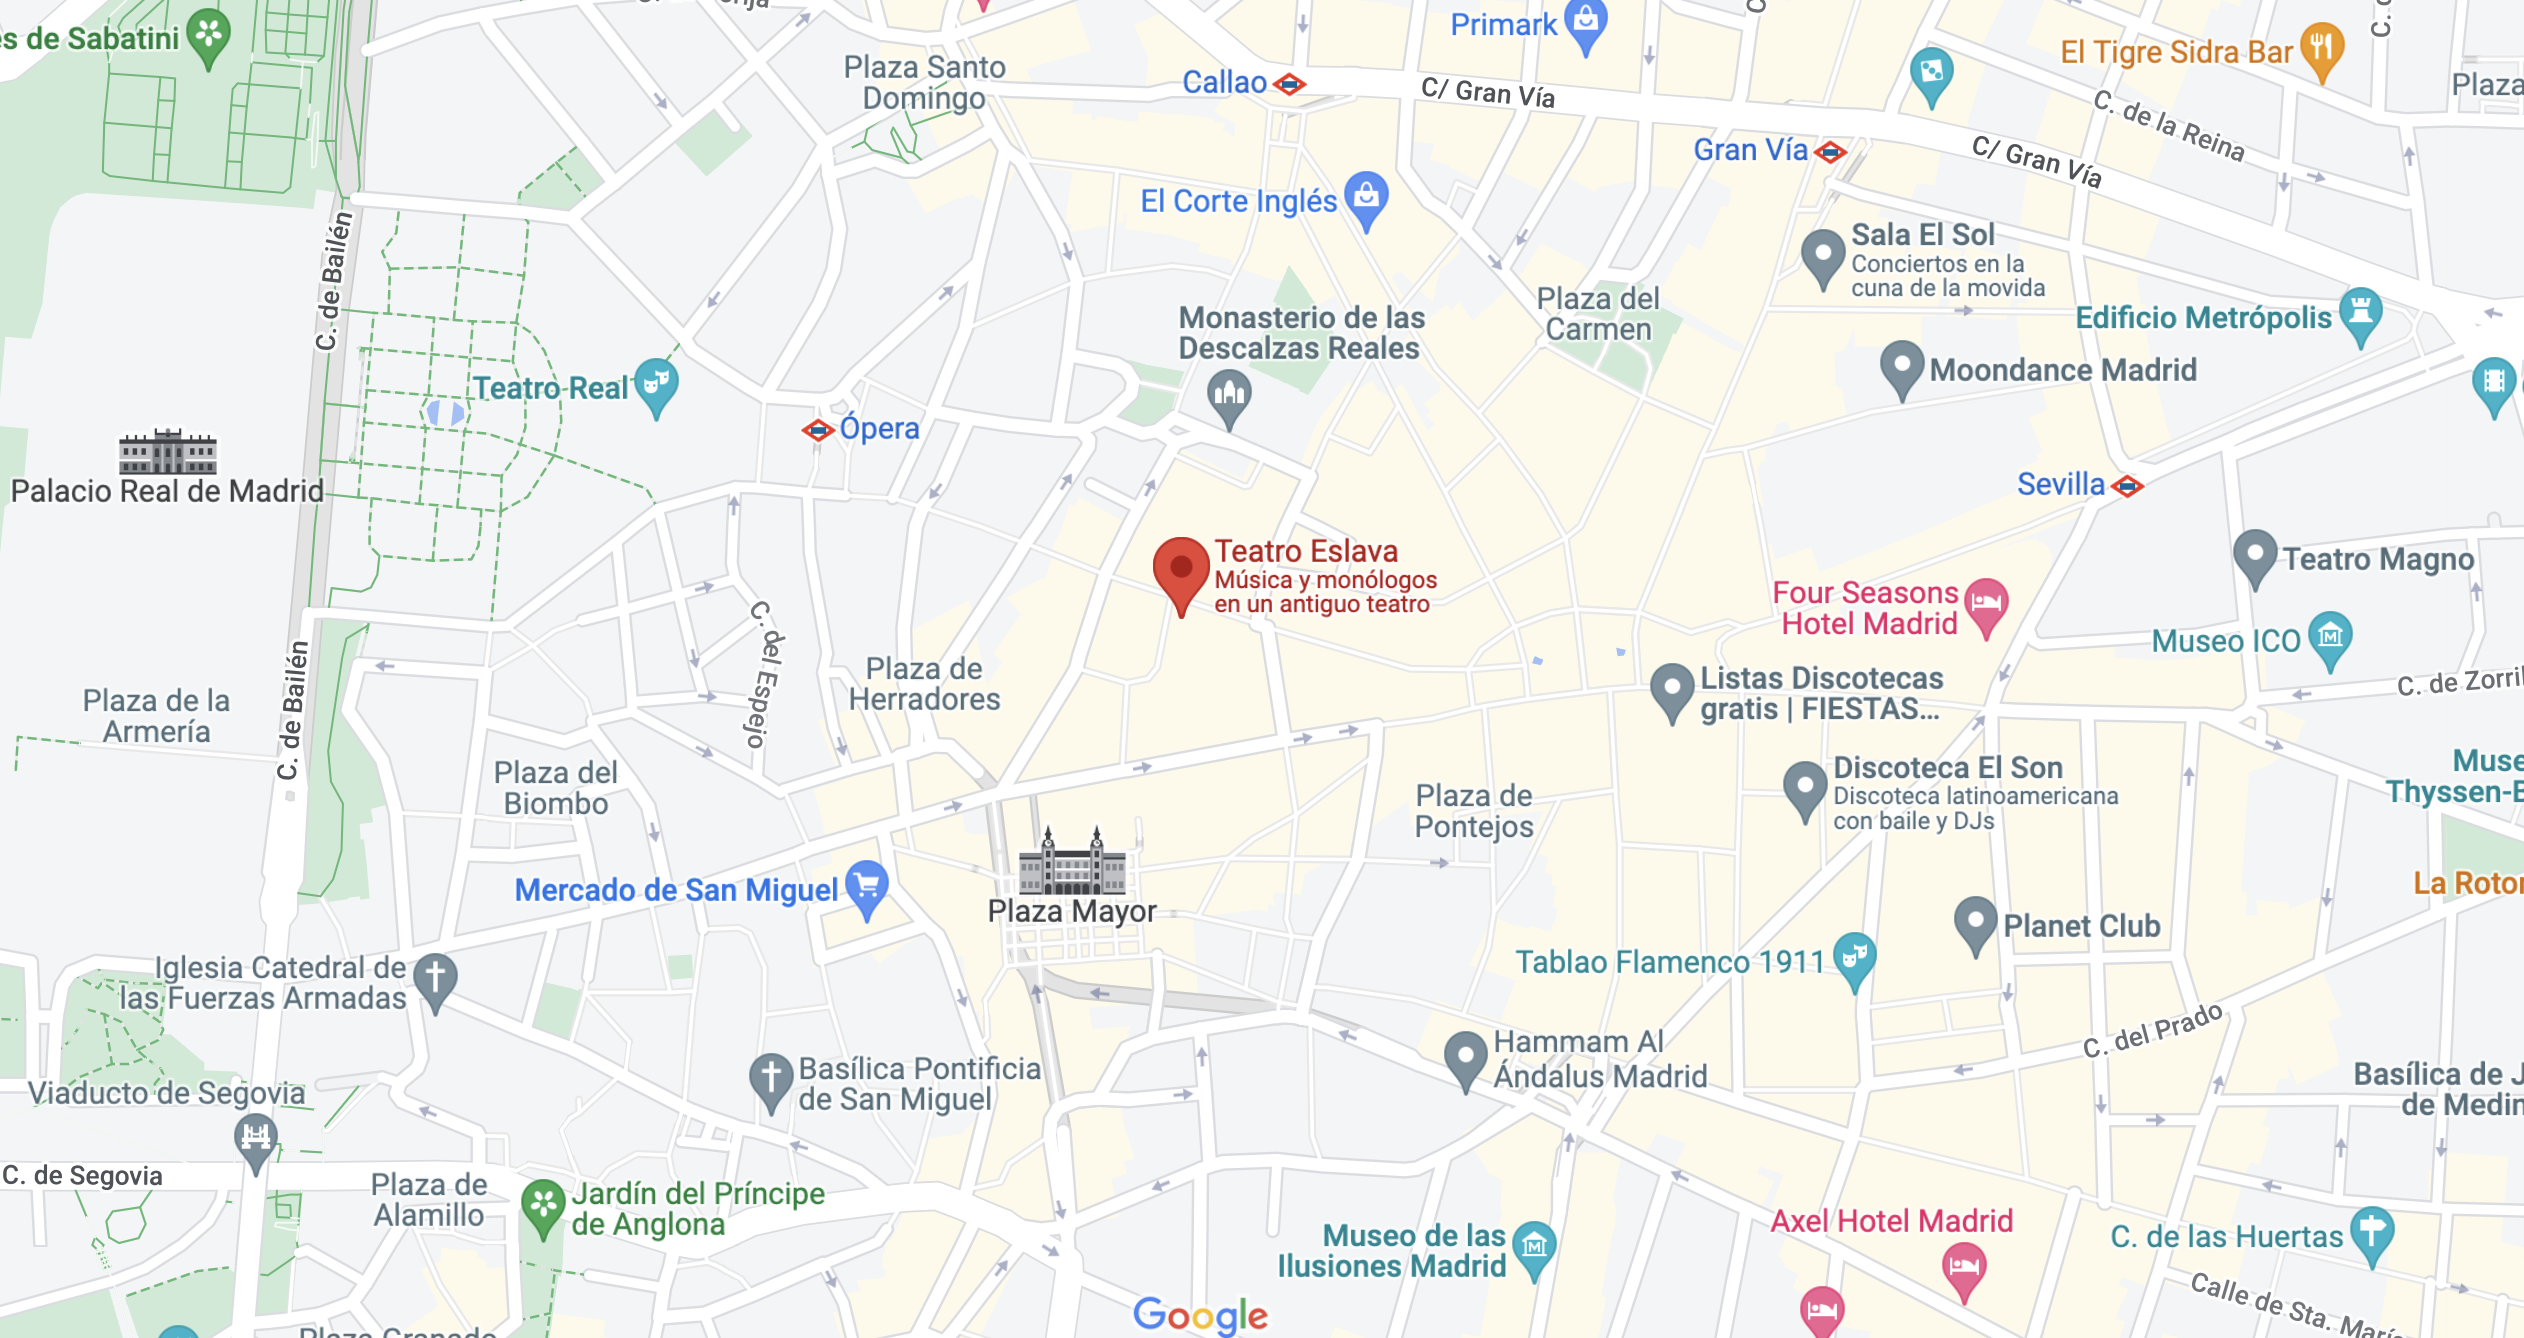 és de Sabatini
Plaza Santo
Domingo
Callao
Primark
C/ Gran Vía
El Tigre Sidra Bar
Plaza
C. de la Reina
Gran Vía
C/ Gran Vía
El Corte Inglés
C. de Bailén
Sala El Sol
Conciertos en la
cuna de la movida
Plaza del
Carmen
Monasterio de las
Descalzas Reales
Edificio Metrópolis
Moondance Madrid
Teatro Real
Ópera
Palacio Real de Madrid
Sevilla
Teatro Eslava
Música y monólogos
en un antiguo teatro
Teatro Magno
Four Seasons
Hotel Madrid
Museo ICO
C. del Espejo
Plaza de
Herradores
Listas Discotecas
gratis | FIESTAS...
C. de Zorril
Plaza de la
Armería
C. de Bailén
Plaza del
Biombo
Plaza de
Pontejos
Discoteca El Son
Discoteca latinoamericana
con baile y DJs
Muse
Thyssen-B
Mercado de San Miguel
Plaza Mayor
La Roton
Planet Club
Tablao Flamenco 1911
Iglesia Catedral de
las Fuerzas Armadas
C. del Prado
Hammam Al
Ándalus Madrid
Basílica Pontificia
de San Miguel
Basílica de J
de Medin
Viaducto de Segovia
C. de Segovia
Plaza de
Alamillo
Jardín del Príncipe
de Anglona
Museo de las
Ilusiones Madrid
Axel Hotel Madrid
C. de las Huertas
Calle de Sta. María
Google